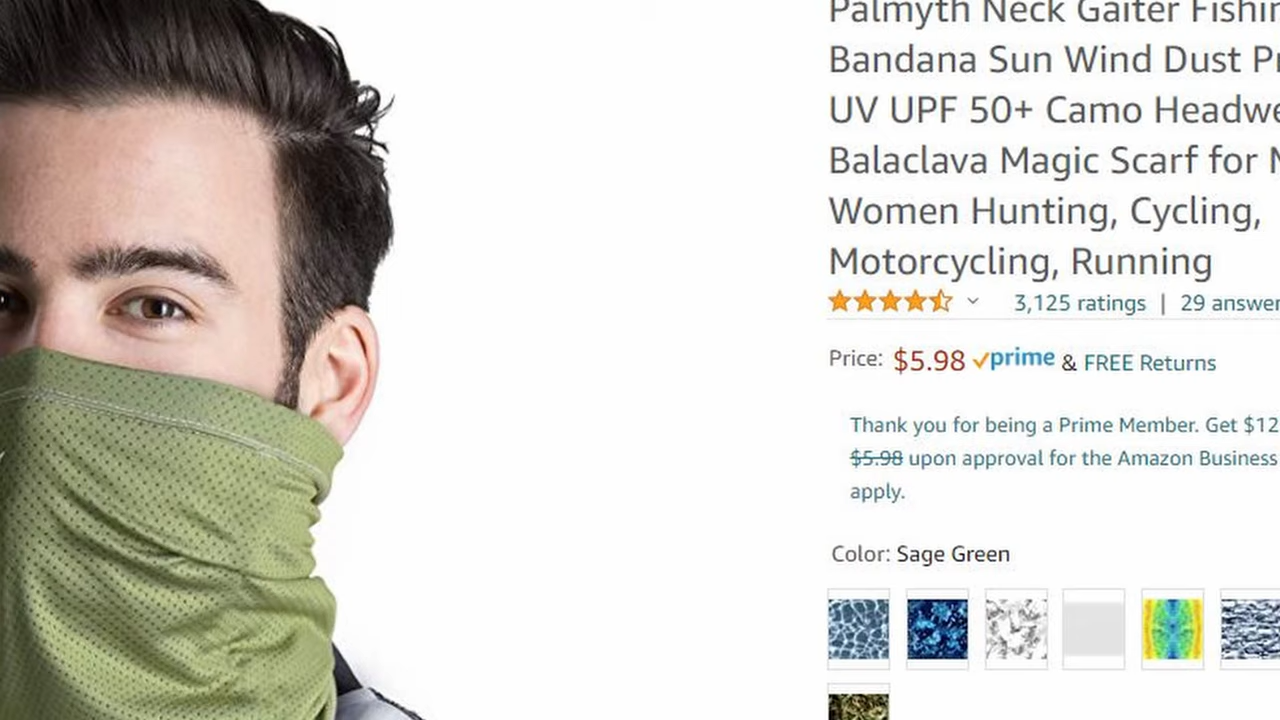 Palmyth Neck Gaiter
Bandana Sun Wind Dust
UV UPF 50+ Camo
Balaclava Magic Scarf for
Women Hunting, Cycling,
Motorcycling, Running
3,125 ratings | 29
Price: $5.98 prime & FREE Returns
Thank you for being a Prime Member. Get
$5.98 upon approval for the Amazon Business
apply.
Color: Sage Green